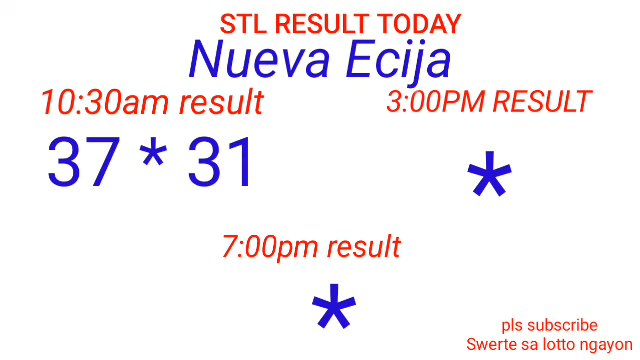 STL RESULT TODAY
Nueva Ecija
10:30am result
37 * 31
3:00PM RESULT
*
7:00pm result
*
pls subscribe
Swerte sa lotto ngayon